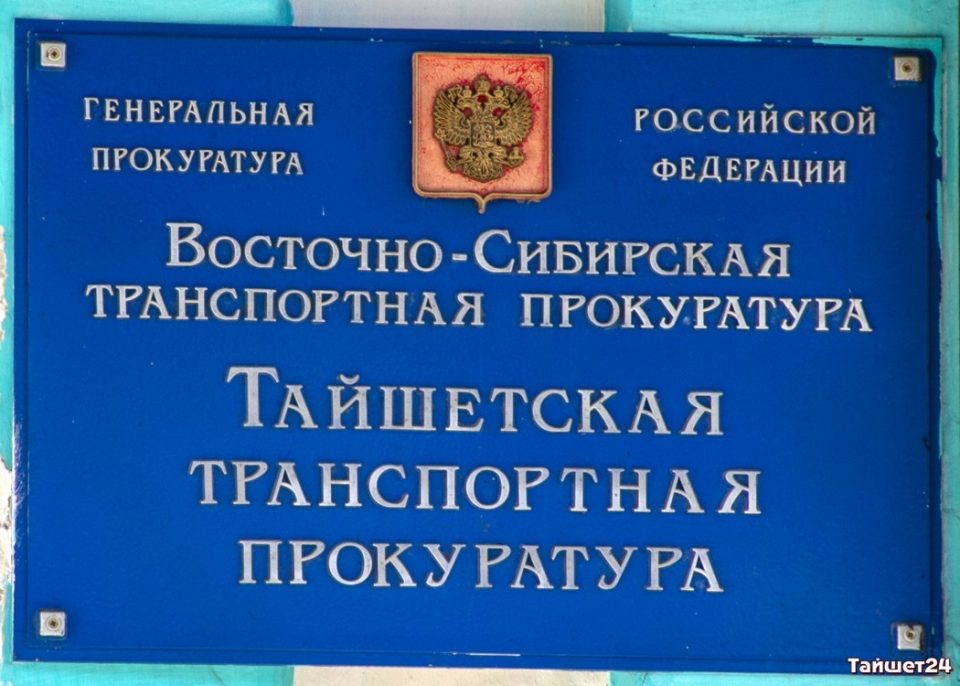 ГЕНЕРАЛЬНАЯ
ПРОКУРАТУРА
РОССИЙСКОЙ
ФЕДЕРАЦИИ
ВОСТОЧНО-СИБИРСКАЯ
ТРАНСПОРТНАЯ ПРОКУРАТУРА
ТАЙШЕТСКАЯ
ТРАНСПОРТНАЯ
ПРОКУРАТУРА
Тайшет24